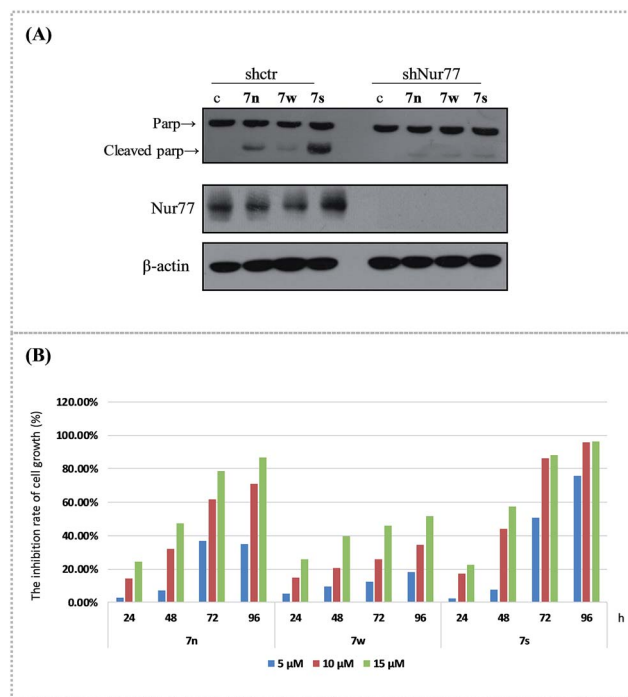 (A)
shctr shNur77
c 7n 7w 7s c 7n 7w 7s
Parp→
Cleaved parp→
Nur77
β-actin
(B)
The inhibition rate of cell growth (%)
120.00%
100.00%
80.00%
60.00%
40.00%
20.00%
0.00%
24 48 72 96 24 48 72 96 24 48 72 96 h
7n 7w 7s
5 μM 10 μM 15 μM